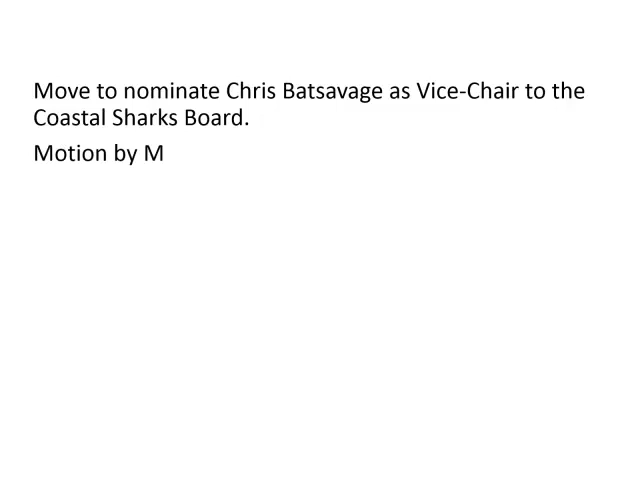 Move to nominate Chris Batsavage as Vice-Chair to the
Coastal Sharks Board.
Motion by M